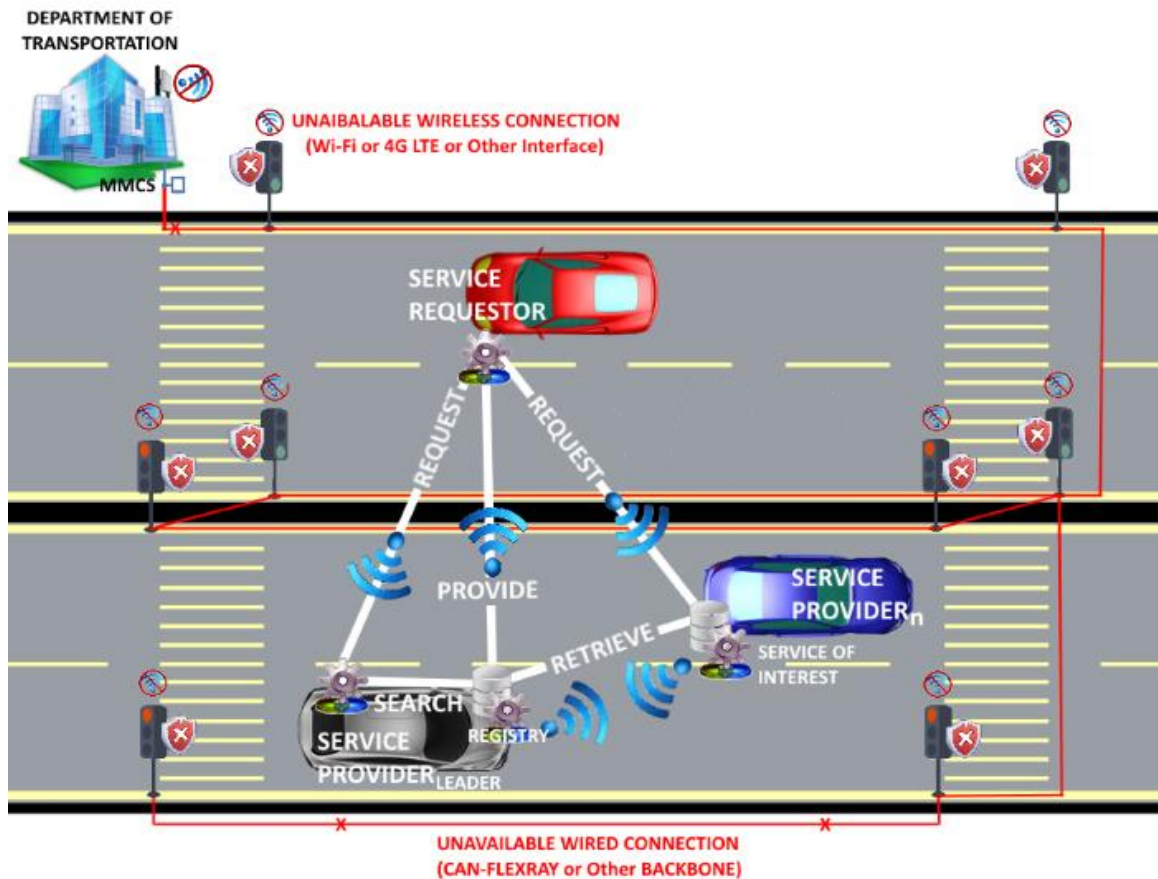 DEPARTMENT OF
TRANSPORTATION
UNAIBALABLE WIRELESS CONNECTION
(Wi-Fi or 4G LTE or Other Interface)
MMCS
SERVICE
REQUESTOR
REQUEST
REQUEST
PROVIDE
SERVICE
PROVIDERn
RETRIEVE
SERVICE OF
INTEREST
SEARCH
REGISTRY
SERVICE
PROVIDERLEADER
UNAVAILABLE WIRED CONNECTION
(CAN-FLEXRAY or Other BACKBONE)